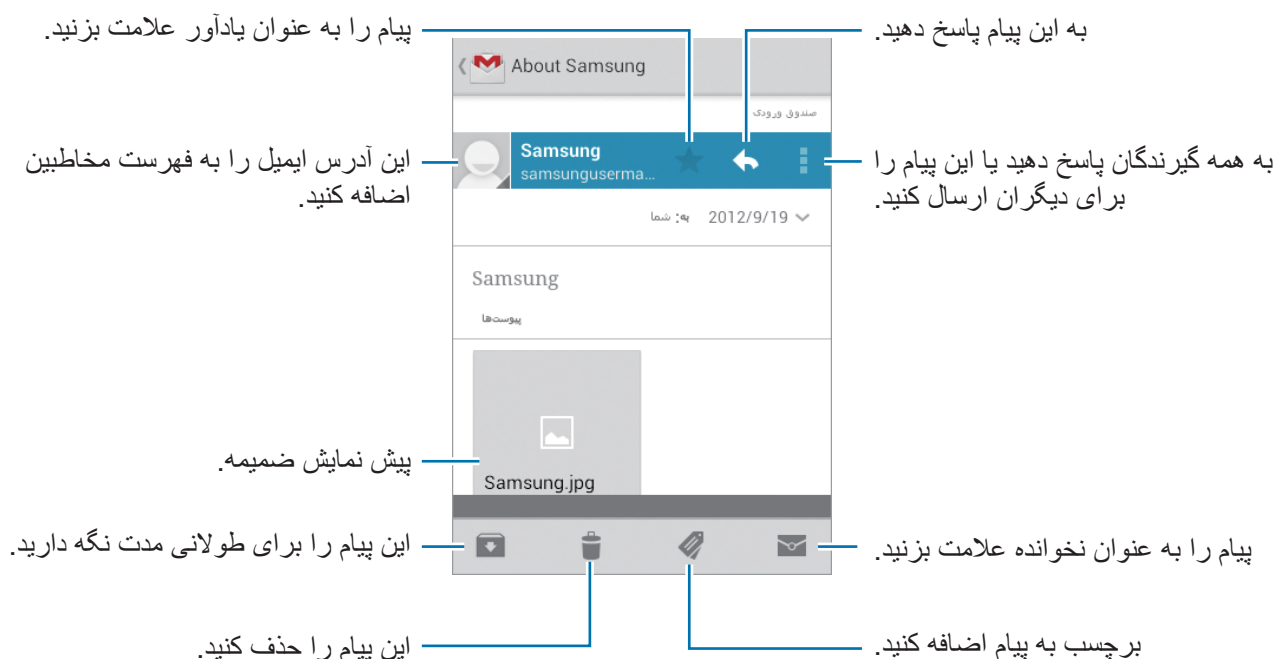 پیام را به عنوان یادآور علامت بزنید.
به این پیام پاسخ دهید.
About Samsung
صندوق ورودی
این آدرس ایمیل را به فهرست مخاطبین
اضافه کنید.
Samsung
samsunguserma...
به همه گیرندگان پاسخ دهید یا این پیام را
برای دیگران ارسال کنید.
به: شما 2012/9/19
Samsung
پیوست‌ها
پیش نمایش ضمیمه.
Samsung.jpg
این پیام را برای طولانی مدت نگه دارید.
پیام را به عنوان نخوانده علامت بزنید.
این پیام را حذف کنید.
برچسب به پیام اضافه کنید.